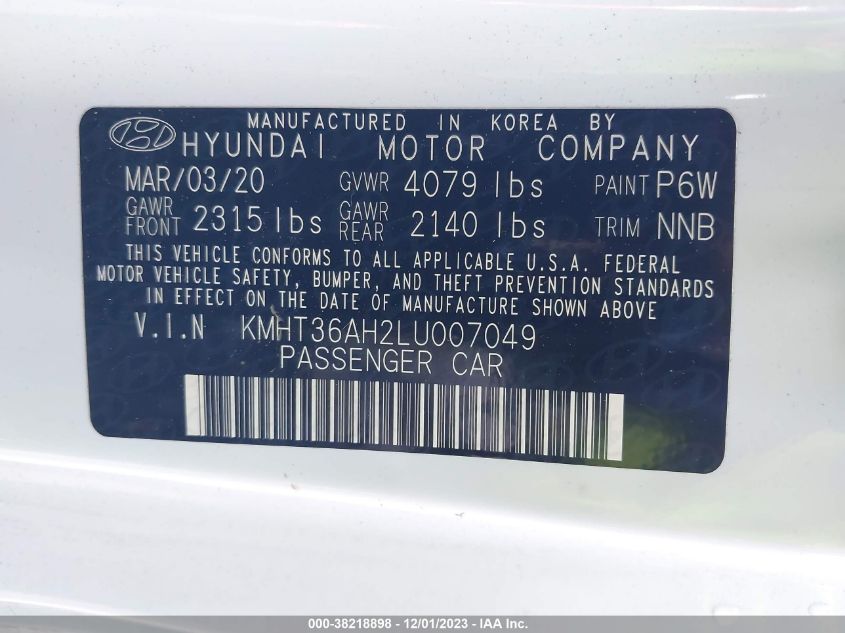 MANUFACTURED IN KOREA BY
HYUNDAI MOTOR COMPANY
MAR/03/20 GVWR 4079 lbs PAINT P6W
GAWR FRONT 2315 lbs GAWR REAR 2140 lbs TRIM NNB
THIS VEHICLE CONFORMS TO ALL APPLICABLE U.S.A. FEDERAL
MOTOR VEHICLE SAFETY, BUMPER, AND THEFT PREVENTION STANDARDS
IN EFFECT ON THE DATE OF MANUFACTURE SHOWN ABOVE
V.I.N KMHT36AH2LU007049
PASSENGER CAR
000-38218898 - 12/01/2023 - IAA Inc.